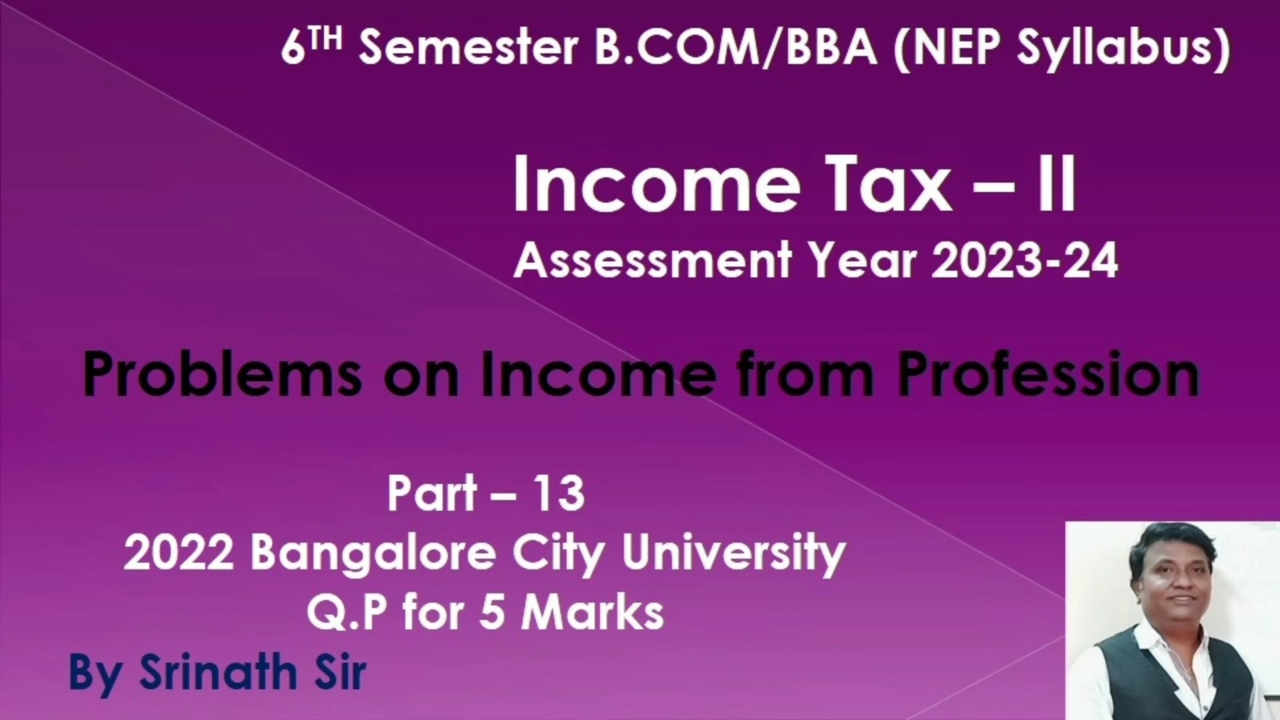 6TH Semester B.COM/BBA (NEP Syllabus)
Income Tax – II
Assessment Year 2023-24
Problems on Income from Profession
Part – 13
2022 Bangalore City University
Q.P for 5 Marks
By Srinath Sir